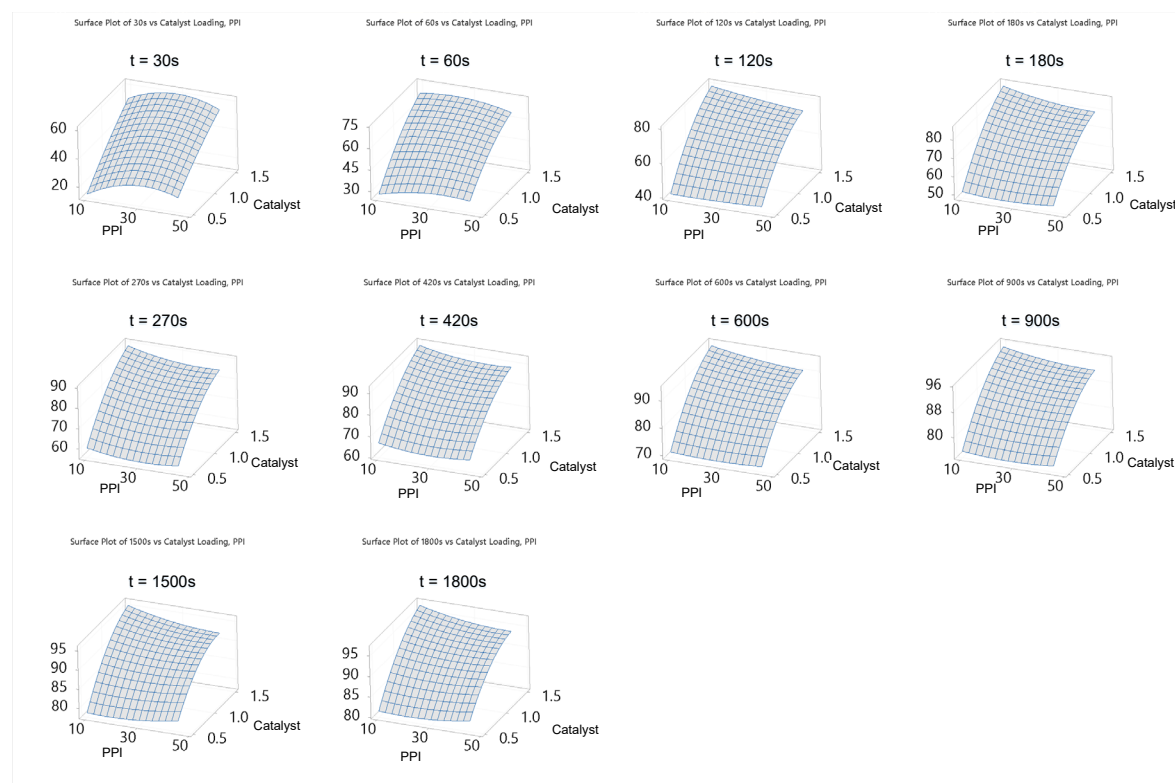 Surface Plot of 30s vs Catalyst Loading, PPI
t = 30s
60
40
20
10
30
50
PPI
0.5
1.0
1.5
Catalyst
Surface Plot of 60s vs Catalyst Loading, PPI
t = 60s
75
60
45
30
10
30
50
PPI
0.5
1.0
1.5
Catalyst
Surface Plot of 120s vs Catalyst Loading, PPI
t = 120s
80
60
40
10
30
50
PPI
0.5
1.0
1.5
Catalyst
Surface Plot of 180s vs Catalyst Loading, PPI
t = 180s
80
70
60
50
10
30
50
PPI
0.5
1.0
1.5
Catalyst
Surface Plot of 270s vs Catalyst Loading, PPI
t = 270s
90
80
70
60
10
30
50
PPI
0.5
1.0
1.5
Catalyst
Surface Plot of 420s vs Catalyst Loading, PPI
t = 420s
90
80
70
60
10
30
50
PPI
0.5
1.0
1.5
Catalyst
Surface Plot of 600s vs Catalyst Loading, PPI
t = 600s
90
80
70
10
30
50
PPI
0.5
1.0
1.5
Catalyst
Surface Plot of 900s vs Catalyst Loading, PPI
t = 900s
96
88
80
10
30
50
PPI
0.5
1.0
1.5
Catalyst
Surface Plot of 1500s vs Catalyst Loading, PPI
t = 1500s
95
90
85
80
10
30
50
PPI
0.5
1.0
1.5
Catalyst
Surface Plot of 1800s vs Catalyst Loading, PPI
t = 1800s
95
90
85
80
10
30
50
PPI
0.5
1.0
1.5
Catalyst